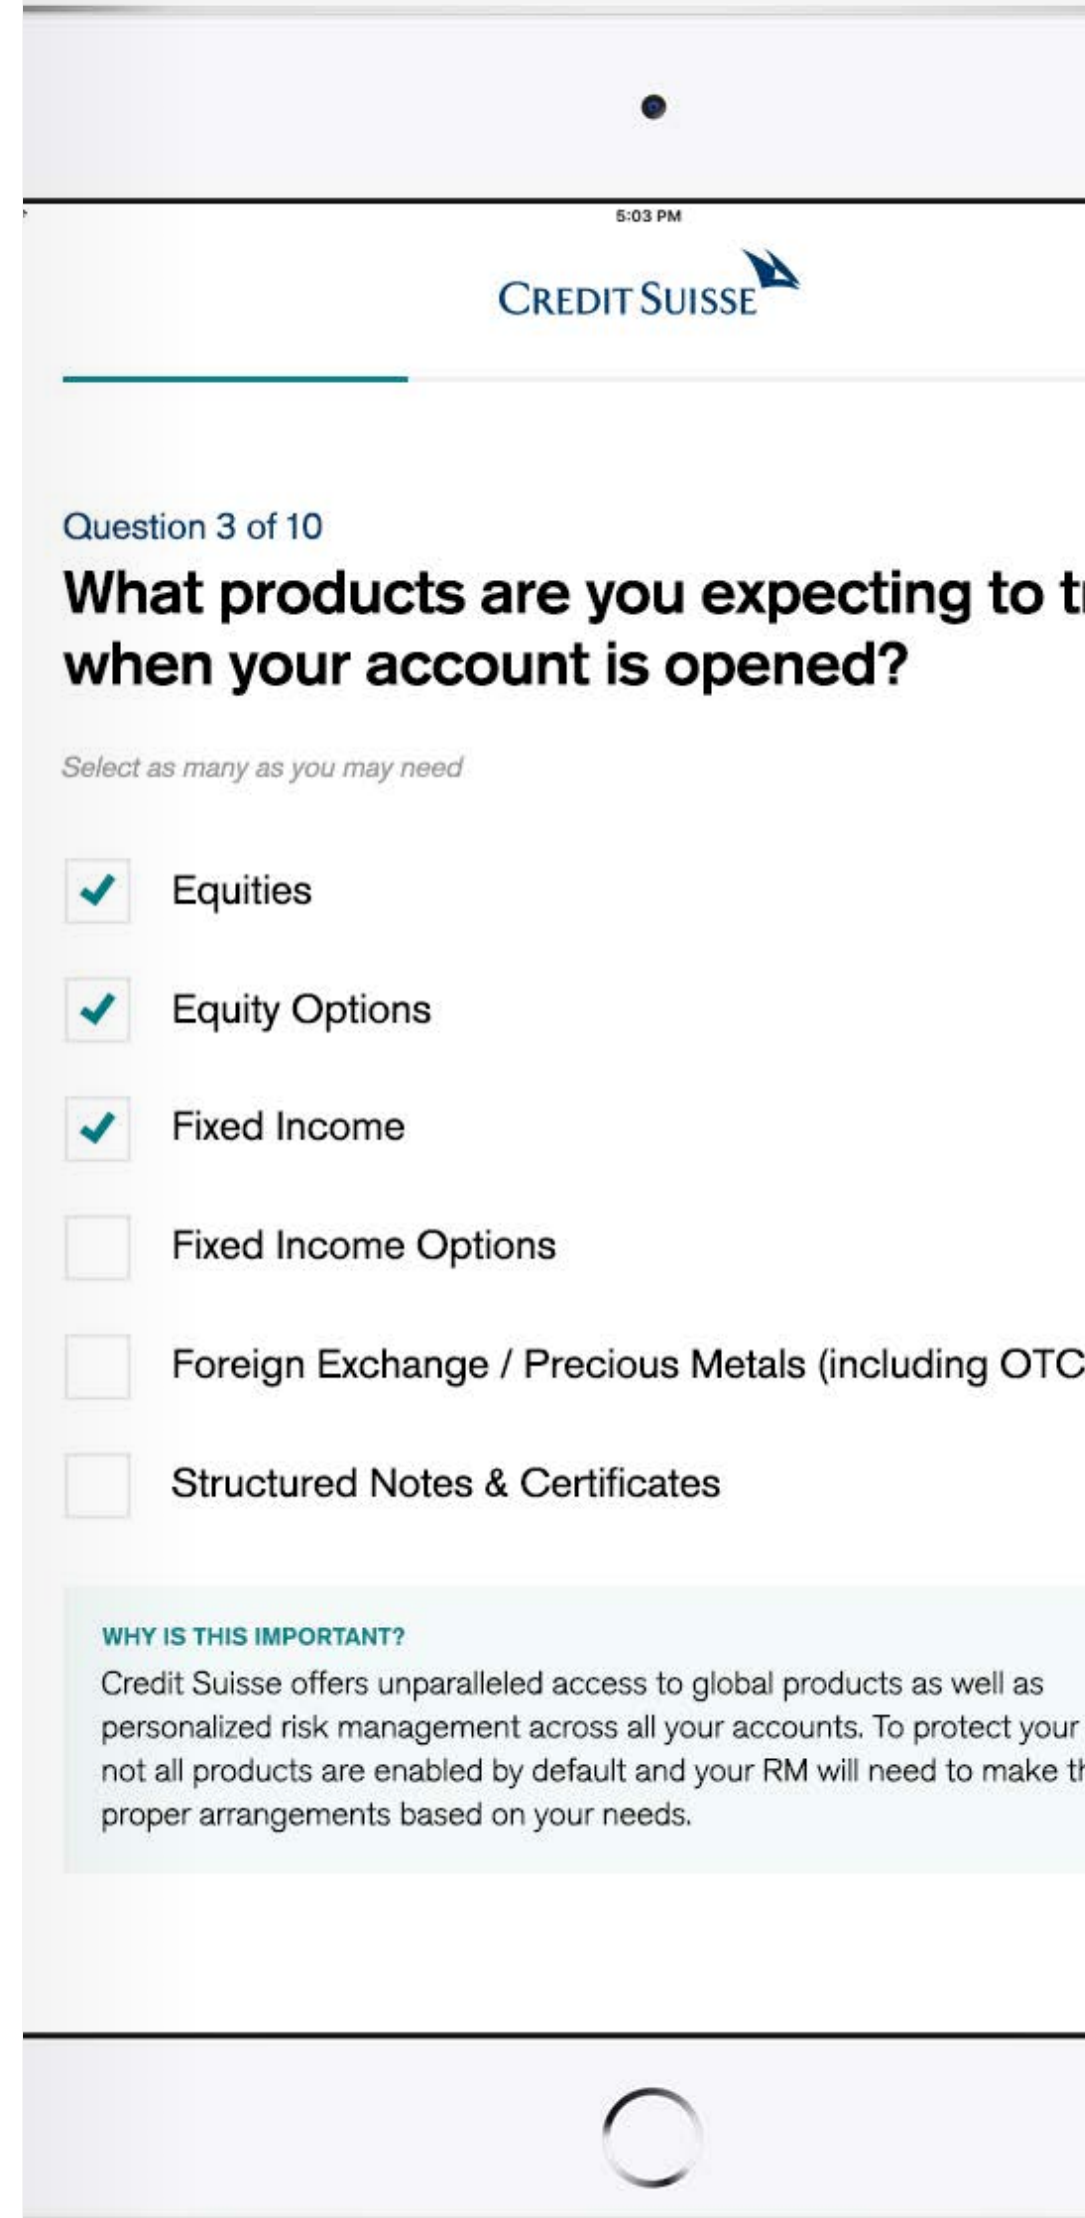 5:03 PM
CREDIT SUISSE
Question 3 of 10
What products are you expecting to
when your account is opened?
Select as many as you may need
Equities
Equity Options
Fixed Income
Fixed Income Options
Foreign Exchange / Precious Metals (including OTC
Structured Notes & Certificates
WHY IS THIS IMPORTANT?
Credit Suisse offers unparalleled access to global products as well as
personalized risk management across all your accounts. To protect your
not all products are enabled by default and your RM will need to make
proper arrangements based on your needs.